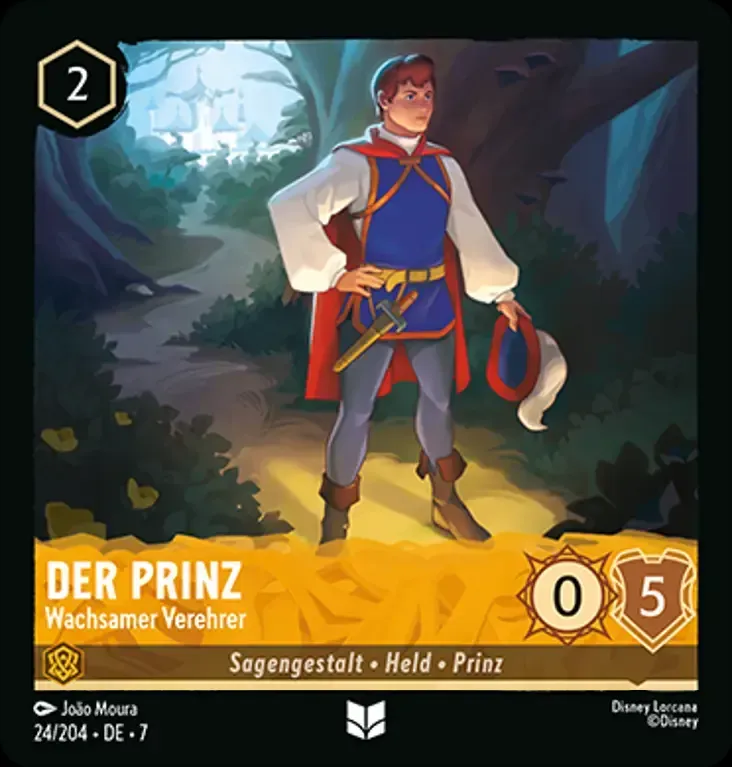 2
DER PRINZ
Wachsamer Verehrer
0 5
Sagengestalt • Held • Prinz
João Moura
24/204 • DE • 7
Disney Lorcana
©Disney